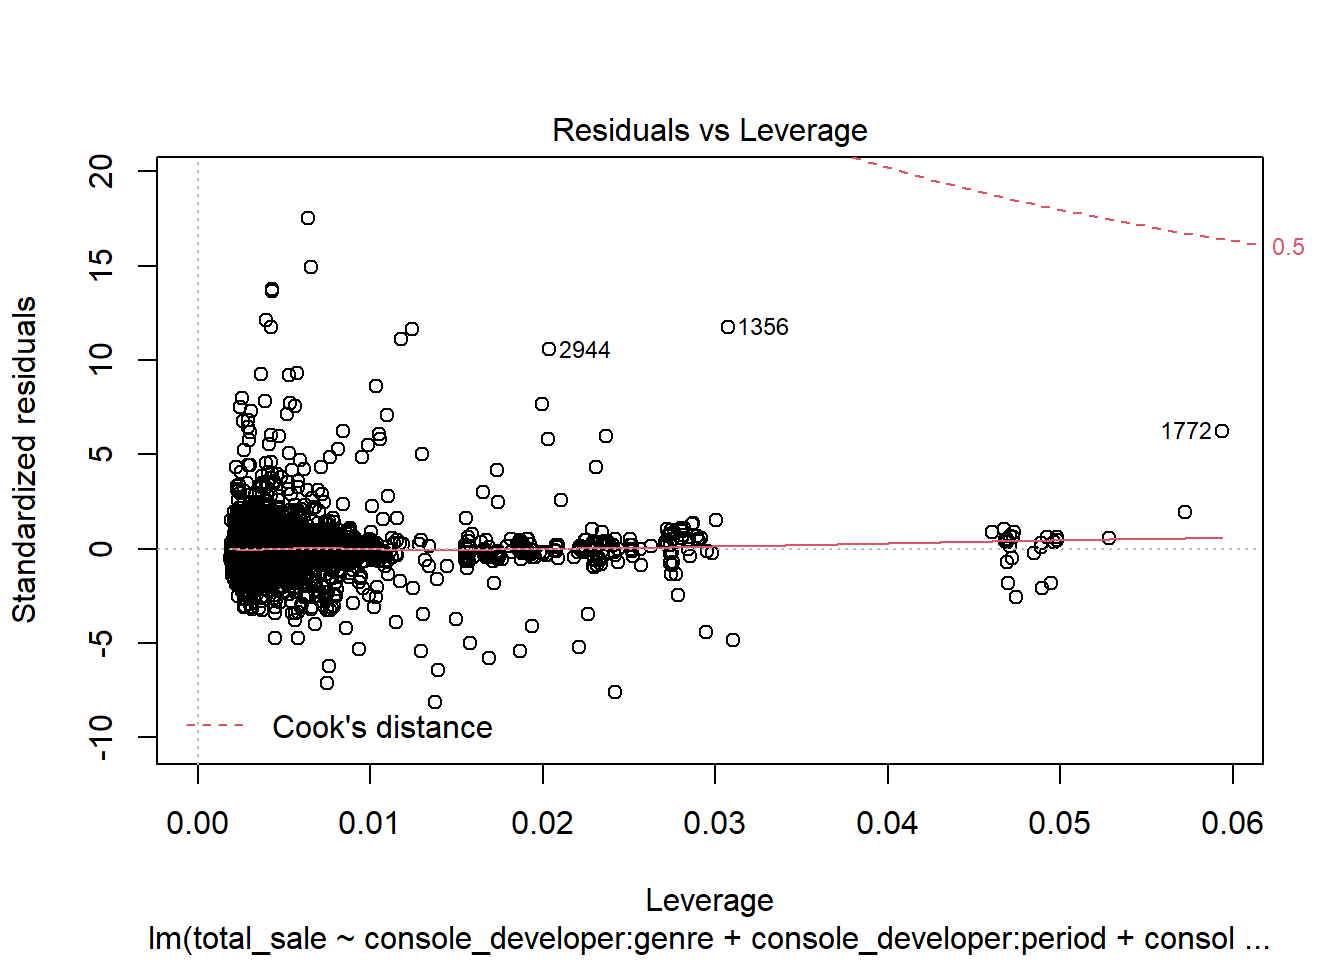 Residuals vs Leverage
Standardized residuals
20
15
10
5
0
-5
-10
0.5
2944
1356
1772
Cook's distance
0.00 0.01 0.02 0.03 0.04 0.05 0.06
Leverage
lm(total_sale ~ console_developer:genre + console_developer:period + consol ...